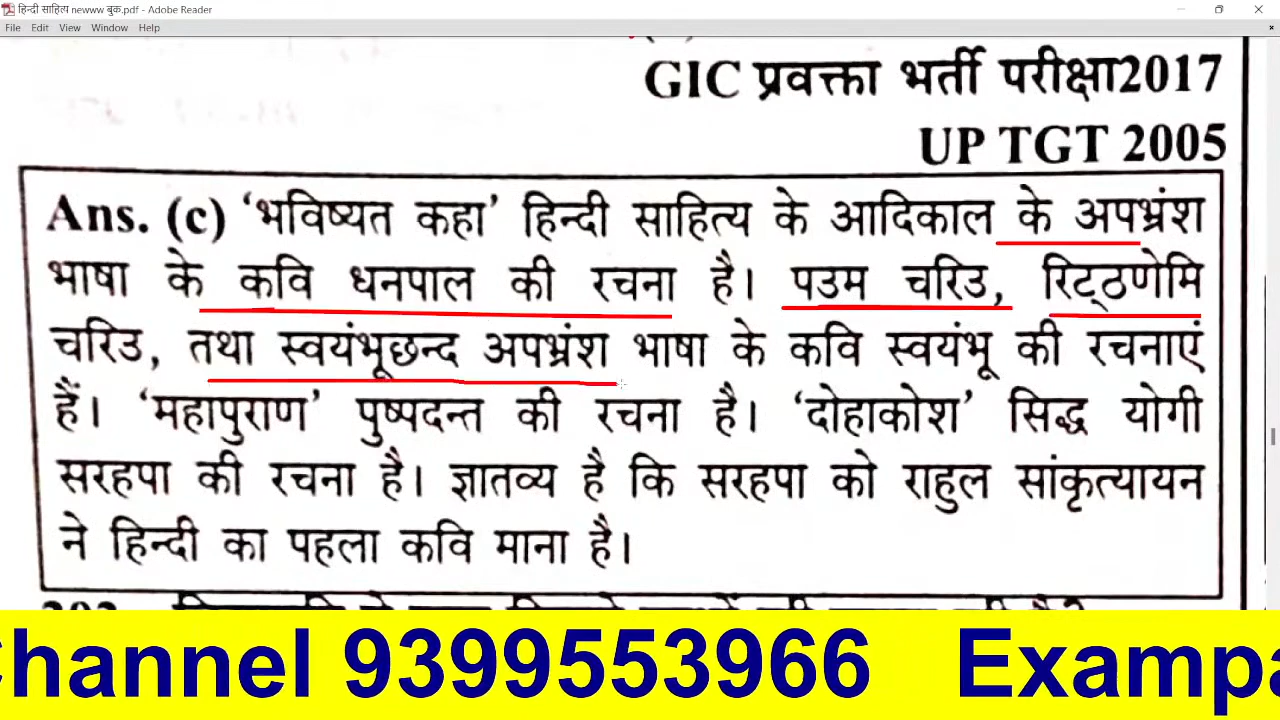 हिन्दी साहित्य newww बुक.pdf - Adobe Reader
File Edit View Window Help
GIC प्रवक्ता भर्ती परीक्षा2017
UP TGT 2005
Ans. (c) ‘भविष्यत कहा’ हिन्दी साहित्य के आदिकाल के अपभ्रंश
भाषा के कवि धनपाल की रचना है। पउम चरिउ, रिट्ठणेमि
चरिउ, तथा स्वयंभूछन्द अपभ्रंश भाषा के कवि स्वयंभू की रचनाएं
हैं। ‘महापुराण’ पुष्पदन्त की रचना है। ‘दोहाकोश’ सिद्ध योगी
सरहपा की रचना है। ज्ञातव्य है कि सरहपा को राहुल सांकृत्यायन
ने हिन्दी का पहला कवि माना है।
Channel 9399553966 Exampa